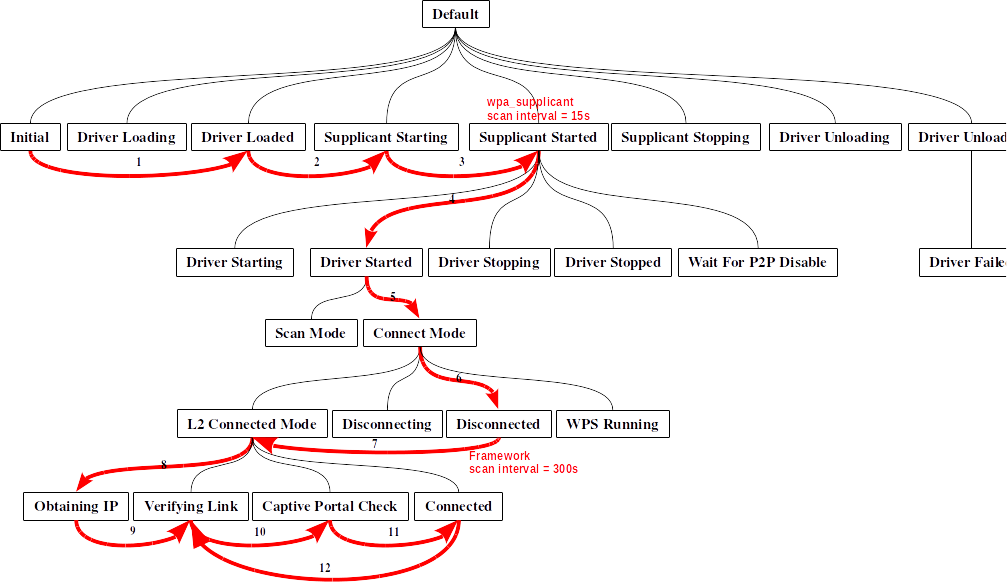 Default
wpa_supplicant
scan interval = 15s
Initial
Driver Loading
Driver Loaded
Supplicant Starting
Supplicant Started
Supplicant Stopping
Driver Unloading
Driver Unloa
1
2
3
4
Driver Starting
Driver Started
Driver Stopping
Driver Stopped
Wait For P2P Disable
Driver Failed
5
Scan Mode
Connect Mode
6
L2 Connected Mode
Disconnecting
Disconnected
WPS Running
7
Framework
scan interval = 300s
8
Obtaining IP
Verifying Link
Captive Portal Check
Connected
9
10
11
12